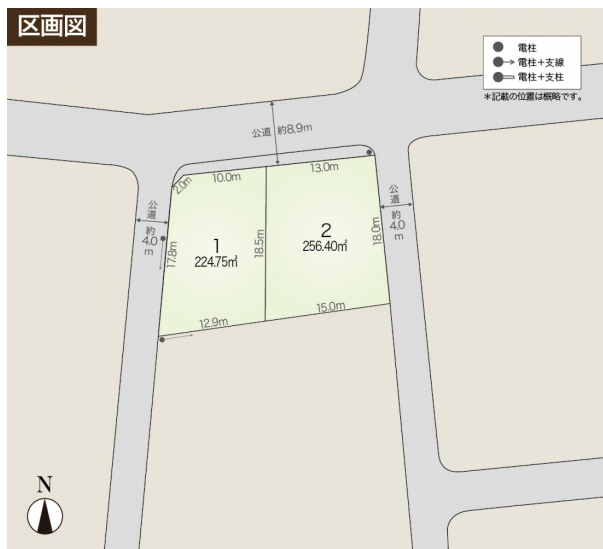 区画図
電柱
電柱+支線
電柱+支柱
＊記載の位置は概略です。
公道 約8.9m
2.0m
10.0m
13.0m
公道
約
4.0
m
公道
約
4.0
m
17.8m
1
224.75㎡
18.5m
2
256.40㎡
18.0m
12.9m
15.0m
N